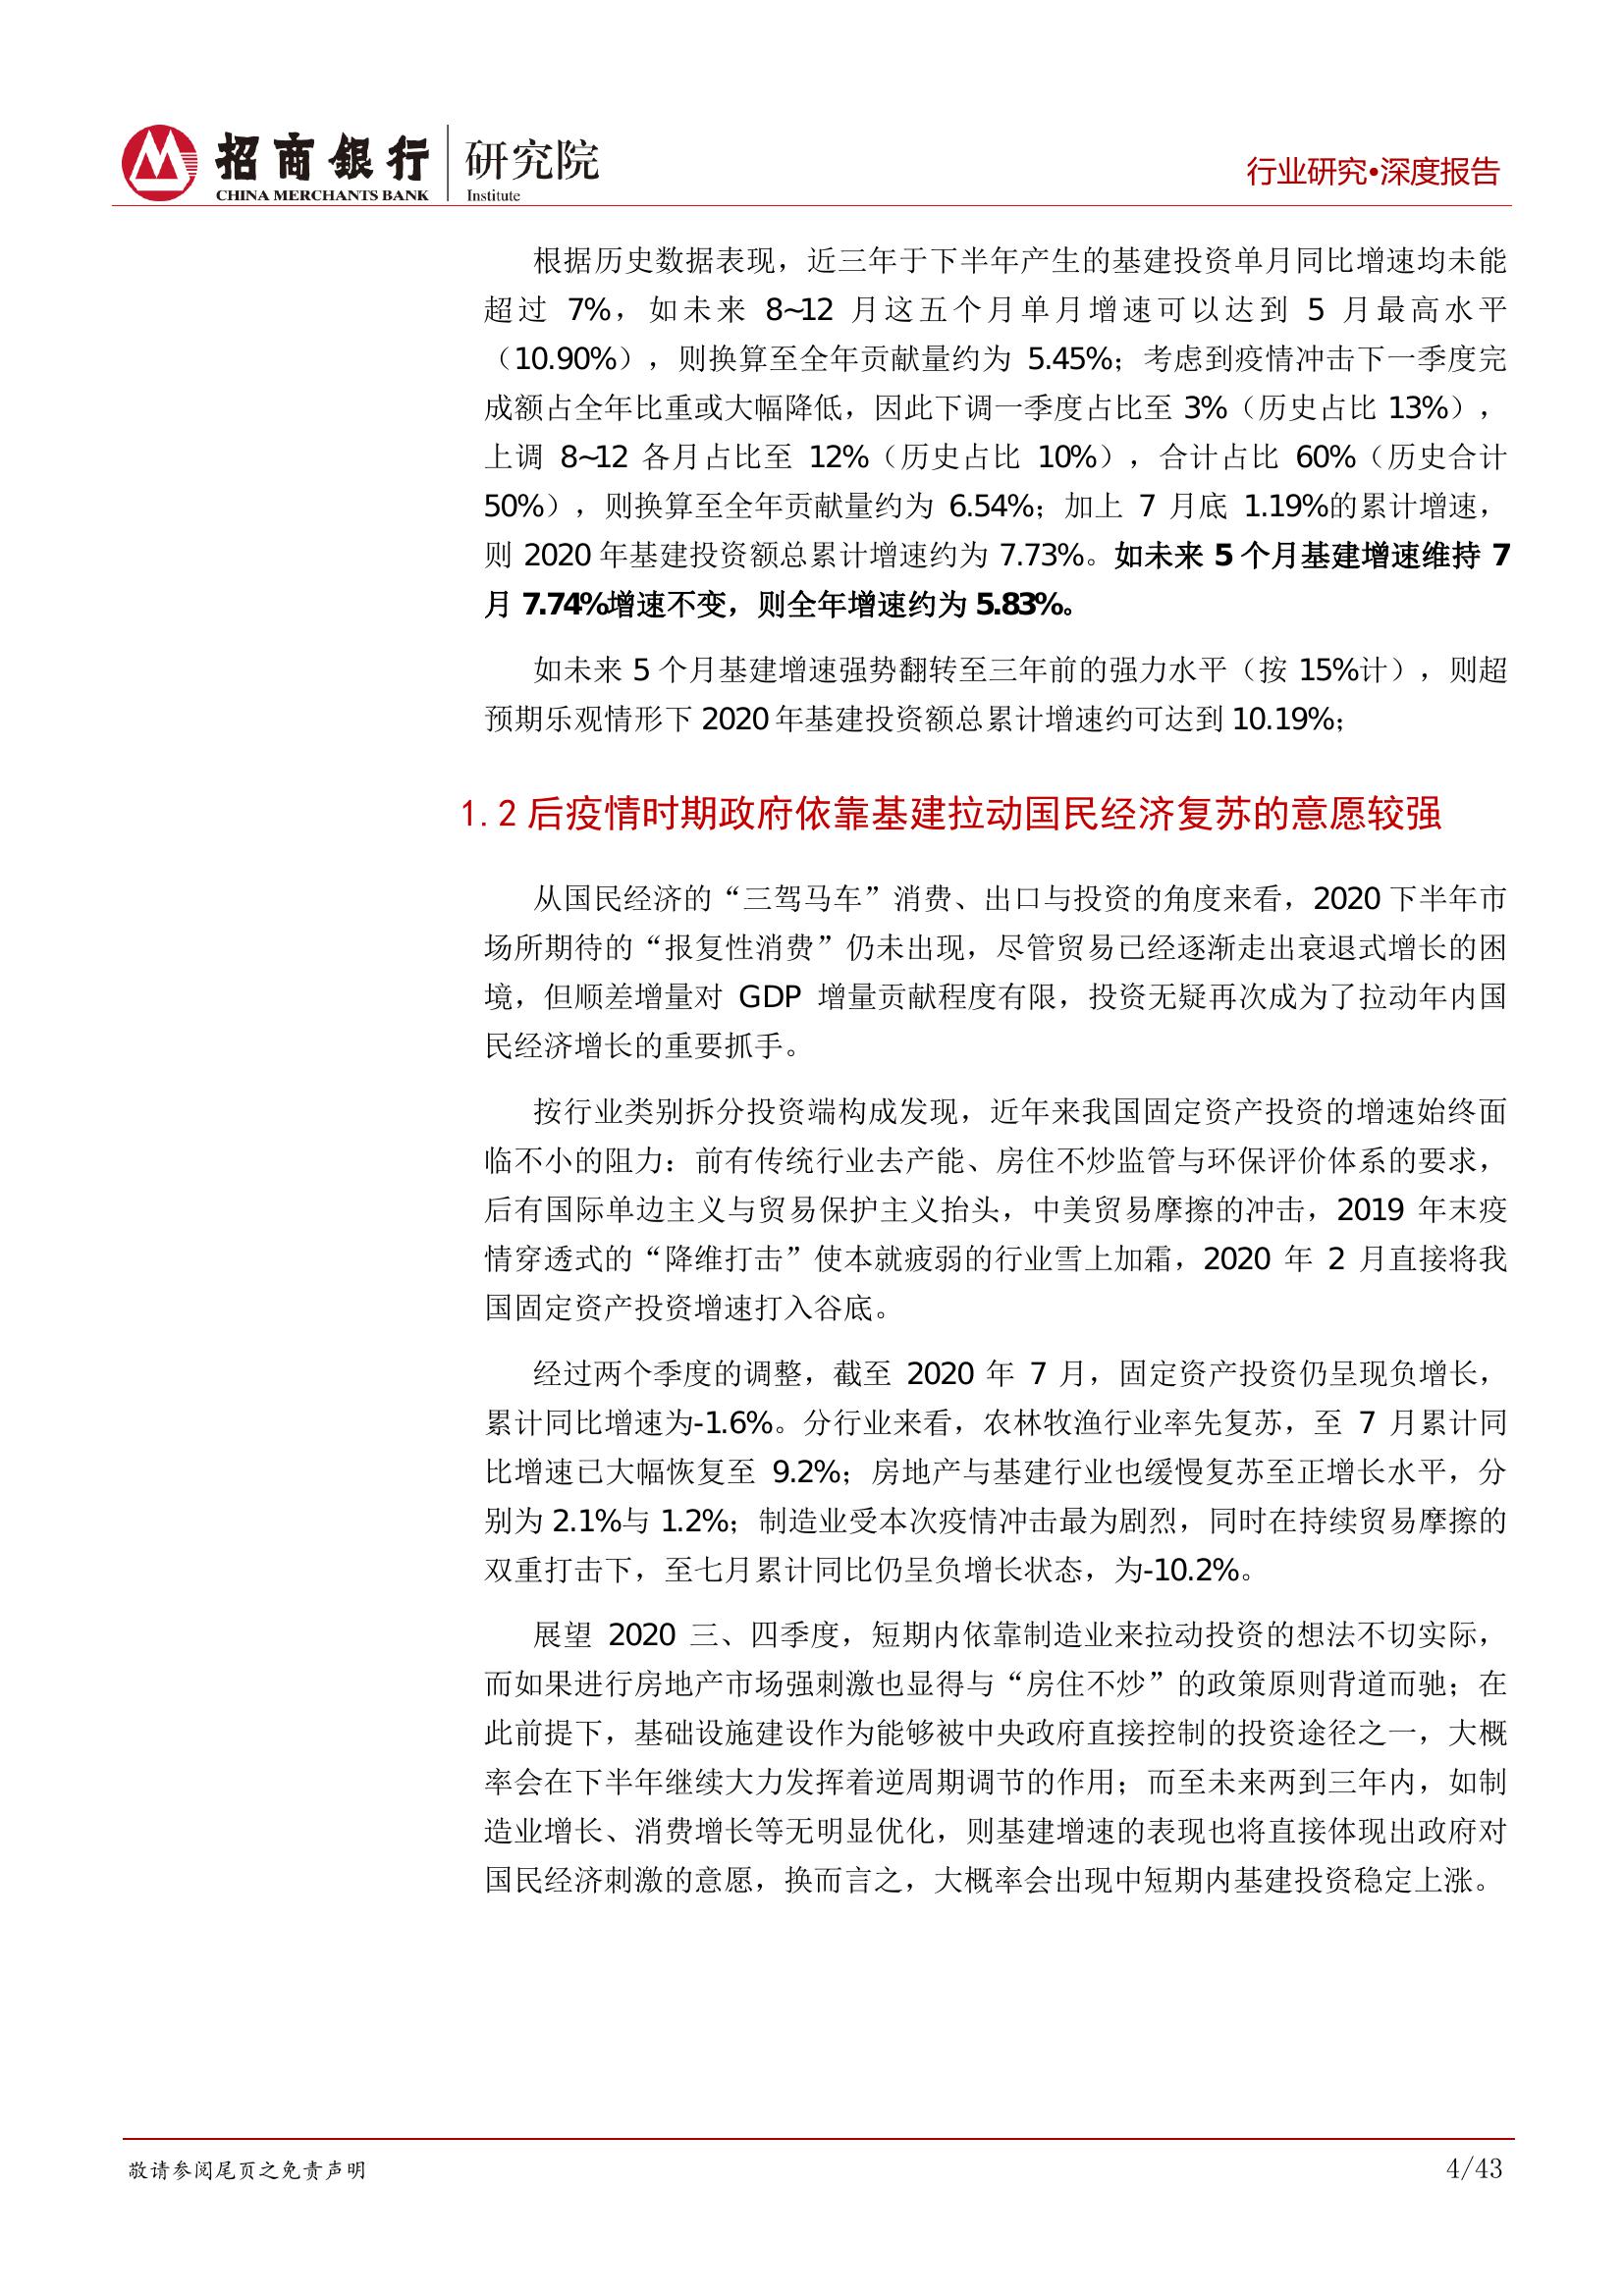 招商銀行 研究院
CHINA MERCHANTS BANK Institute
行业研究•深度报告
根据历史数据表现，近三年于下半年产生的基建投资单月同比增速均未能
超过 7%，如未来 8~12 月这五个月单月增速可以达到 5 月最高水平
（10.90%），则换算至全年贡献量约为 5.45%；考虑到疫情冲击下一季度完
成额占全年比重或大幅降低，因此下调一季度占比至 3%（历史占比 13%），
上调 8~12 各月占比至 12%（历史占比 10%），合计占比 60%（历史合计
50%），则换算至全年贡献量约为 6.54%；加上 7 月底 1.19%的累计增速，
则 2020 年基建投资额总累计增速约为 7.73%。如未来 5 个月基建增速维持 7
月 7.74%增速不变，则全年增速约为 5.83%。
如未来 5 个月基建增速强势翻转至三年前的强力水平（按 15%计），则超
预期乐观情形下 2020 年基建投资额总累计增速约可达到 10.19%；
1.2 后疫情时期政府依靠基建拉动国民经济复苏的意愿较强
从国民经济的“三驾马车”消费、出口与投资的角度来看，2020 下半年市
场所期待的“报复性消费”仍未出现，尽管贸易已经逐渐走出衰退式增长的困
境，但顺差增量对 GDP 增量贡献程度有限，投资无疑再次成为了拉动年内国
民经济增长的重要抓手。
按行业类别拆分投资端构成发现，近年来我国固定资产投资的增速始终面
临不小的阻力：前有传统行业去产能、房住不炒监管与环保评价体系的要求，
后有国际单边主义与贸易保护主义抬头，中美贸易摩擦的冲击，2019 年末疫
情穿透式的“降维打击”使本就疲弱的行业雪上加霜，2020 年 2 月直接将我
国固定资产投资增速打入谷底。
经过两个季度的调整，截至 2020 年 7 月，固定资产投资仍呈现负增长，
累计同比增速为-1.6%。分行业来看，农林牧渔行业率先复苏，至 7 月累计同
比增速已大幅恢复至 9.2%；房地产与基建行业也缓慢复苏至正增长水平，分
别为 2.1%与 1.2%；制造业受本次疫情冲击最为剧烈，同时在持续贸易摩擦的
双重打击下，至七月累计同比仍呈负增长状态，为-10.2%。
展望 2020 三、四季度，短期内依靠制造业来拉动投资的想法不切实际，
而如果进行房地产市场强刺激也显得与“房住不炒”的政策原则背道而驰；在
此前提下，基础设施建设作为能够被中央政府直接控制的投资途径之一，大概
率会在下半年继续大力发挥着逆周期调节的作用；而至未来两到三年内，如制
造业增长、消费增长等无明显优化，则基建增速的表现也将直接体现出政府对
国民经济刺激的意愿，换而言之，大概率会出现中短期内基建投资稳定上涨。
敬请参阅尾页之免责声明
4/43